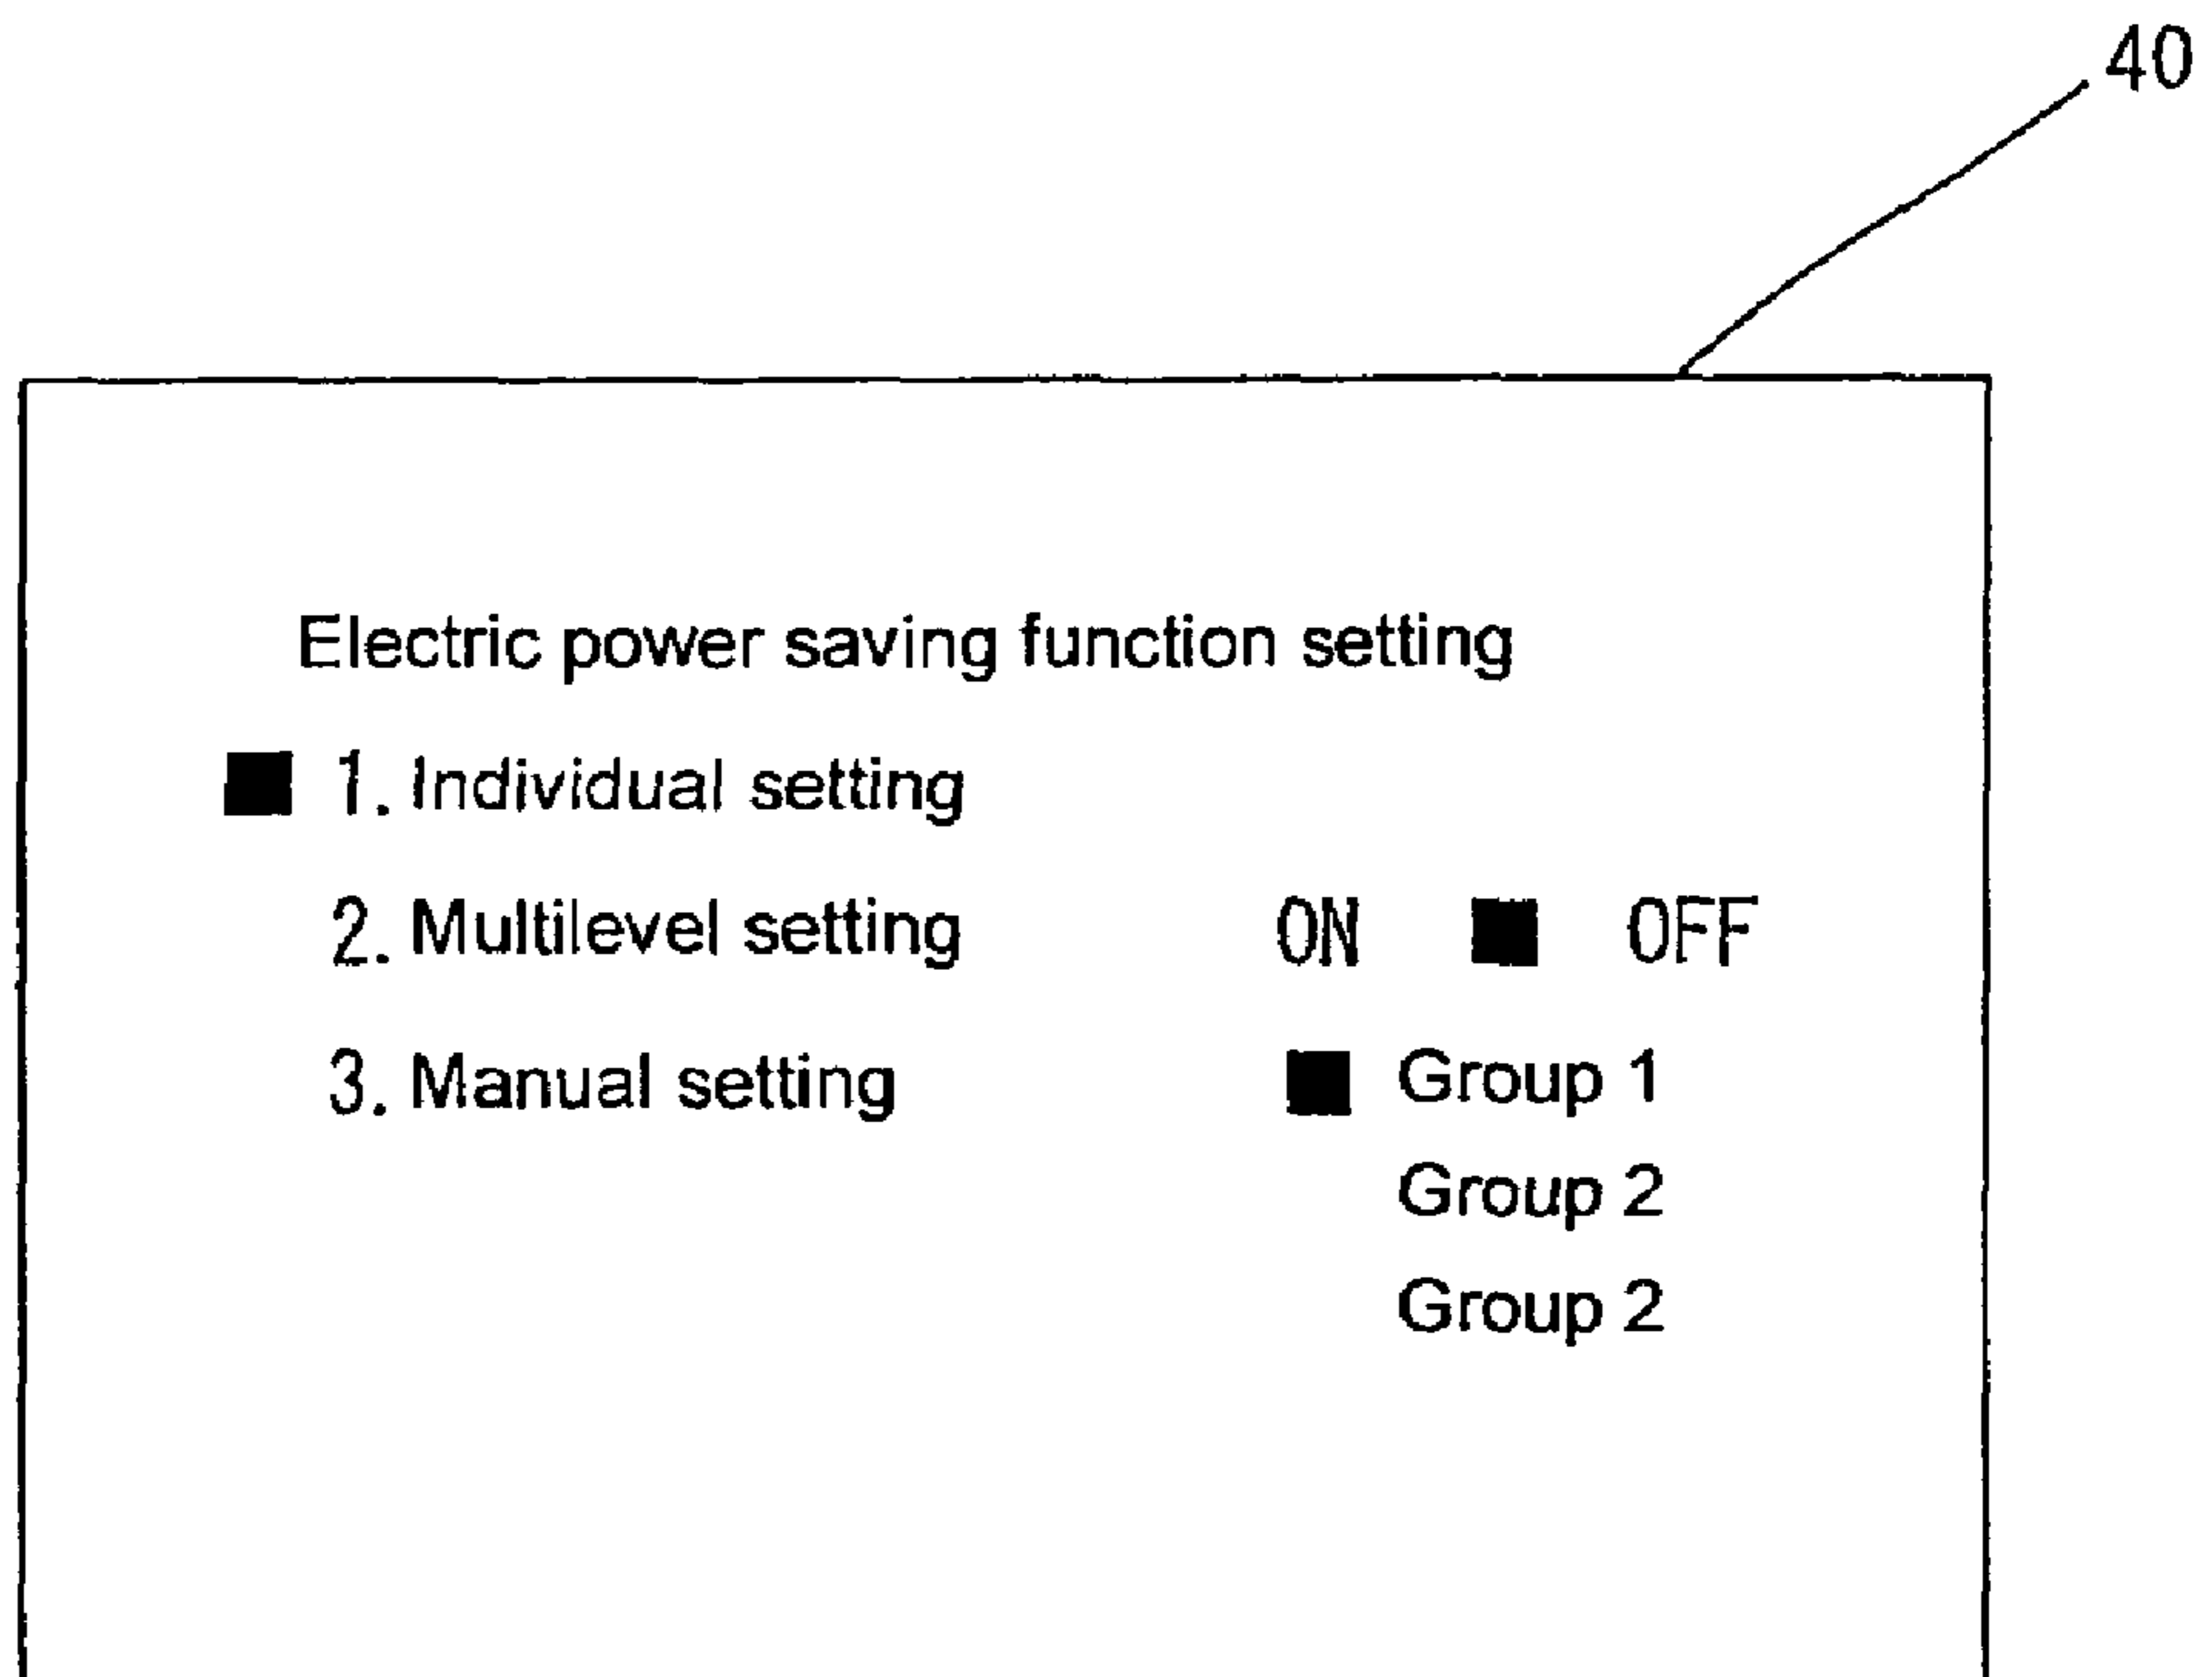 40
Electric power saving function setting
■ 1. Individual setting
2. Multilevel setting ON ■ OFF
3. Manual setting ■ Group 1
Group 2
Group 2